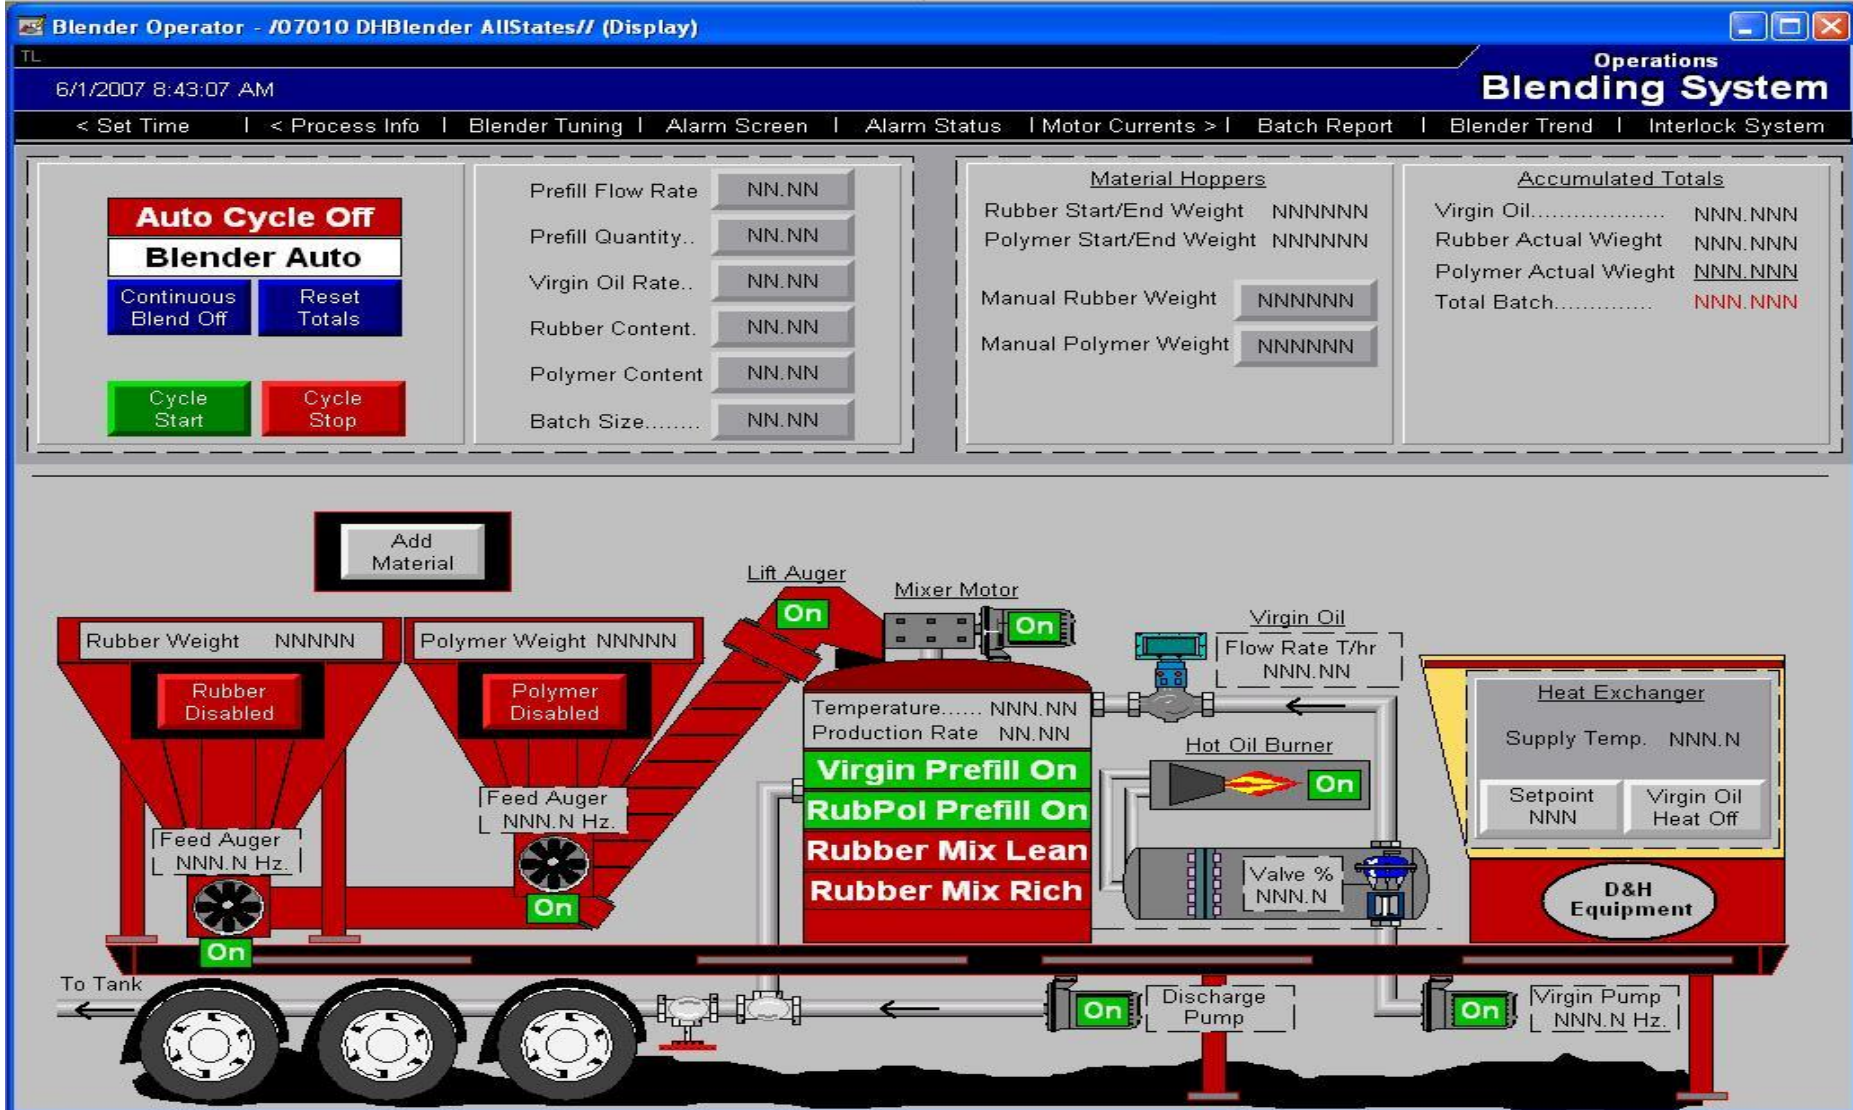 Blender Operator - /07010 DHBlender AllStates// (Display)
TL
Operations
6/1/2007 8:43:07 AM
Blending System
< Set Time | < Process Info | Blender Tuning | Alarm Screen | Alarm Status | Motor Currents > | Batch Report | Blender Trend | Interlock System
Auto Cycle Off
Blender Auto
Continuous
Blend Off
Reset
Totals
Cycle
Start
Cycle
Stop
Prefill Flow Rate NN.NN
Prefill Quantity.. NN.NN
Virgin Oil Rate.. NN.NN
Rubber Content. NN.NN
Polymer Content NN.NN
Batch Size........ NN.NN
Material Hoppers
Rubber Start/End Weight NNNNNN
Polymer Start/End Weight NNNNNN
Manual Rubber Weight NNNNNN
Manual Polymer Weight NNNNNN
Accumulated Totals
Virgin Oil................... NNN.NNN
Rubber Actual Wieght NNN.NNN
Polymer Actual Wieght NNN.NNN
Total Batch............. NNN.NNN
Add
Material
Lift Auger
On
Mixer Motor
On
Rubber Weight NNNNN
Polymer Weight NNNNN
Rubber
Disabled
Polymer
Disabled
Feed Auger
NNN.N Hz.
On
Feed Auger
NNN.N Hz.
On
Temperature...... NNN.NN
Production Rate NN.NN
Virgin Prefill On
RubPol Prefill On
Rubber Mix Lean
Rubber Mix Rich
Virgin Oil
Flow Rate T/hr
NNN.NN
Hot Oil Burner
On
Valve %
NNN.N
Heat Exchanger
Supply Temp. NNN.N
Setpoint
NNN
Virgin Oil
Heat Off
D&H
Equipment
To Tank
On
Discharge
Pump
On
Virgin Pump
NNN.N Hz.